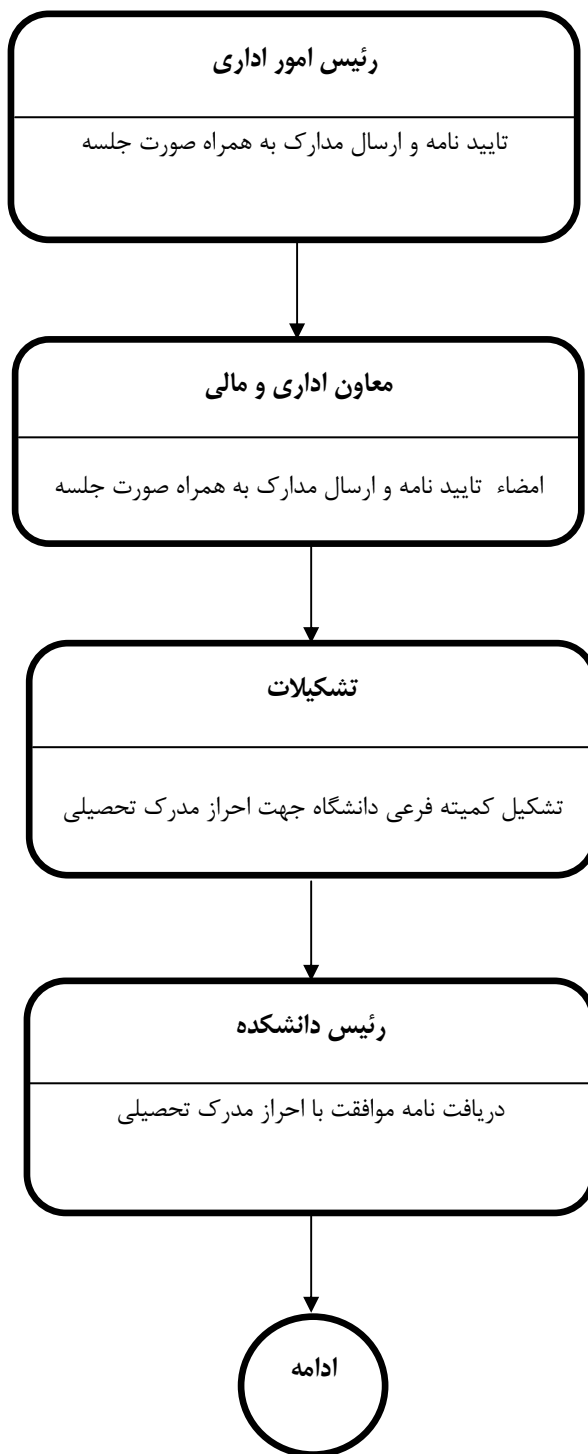 رئیس امور اداری
تایید نامه و ارسال مدارک به همراه صورت جلسه
معاون اداری و مالی
امضاء تایید نامه و ارسال مدارک به همراه صورت جلسه
تشکیلات
تشکیل کمیته فرعی دانشگاه جهت احراز مدرک تحصیلی
رئیس دانشکده
دریافت نامه موافقت با احراز مدرک تحصیلی
ادامه